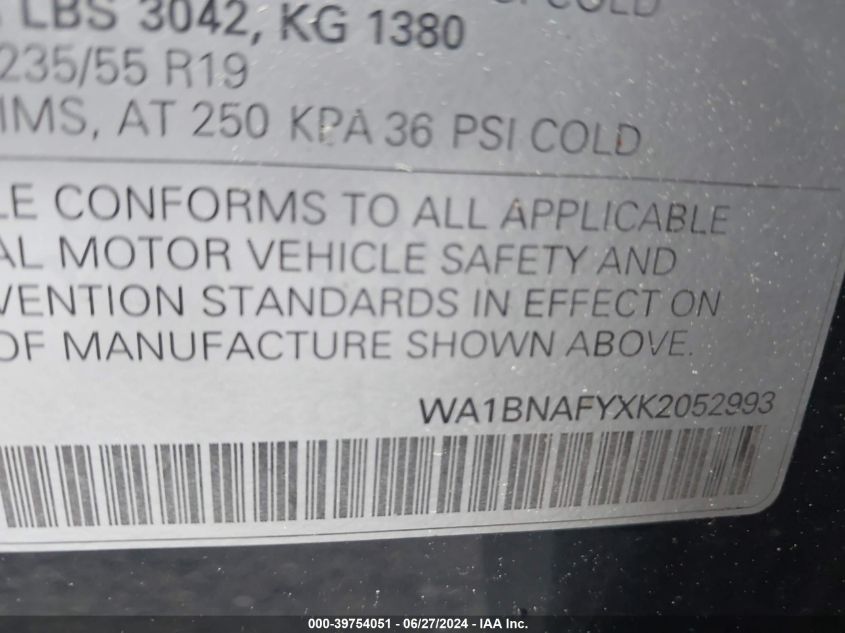 LBS 3042, KG 1380
COLD
235/55 R19
IMS, AT 250 KPA 36 PSI COLD
LE CONFORMS TO ALL APPLICABLE
AL MOTOR VEHICLE SAFETY AND
VENTION STANDARDS IN EFFECT ON
OF MANUFACTURE SHOWN ABOVE.
WA1BNAFYXK2052993
000-39754051 - 06/27/2024 - IAA Inc.